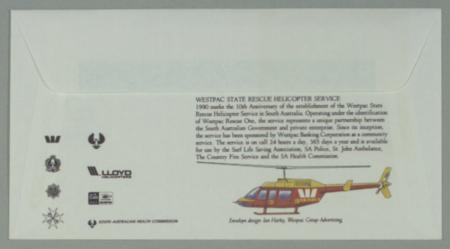 WESTPAC STATE RESCUE HELICOPTER SERVICE
1990 marks the 10th Anniversary of the establishment of the Westpac State
Rescue Helicopter Service in South Australia. Operating under the identification
of Westpac Rescue One, the service represents a unique partnership between
the South Australian Government and private enterprise. Since its inception,
the service has been sponsored by Westpac Banking Corporation as a community
service. The service is on call 24 hours a day, 365 days a year and is available
for use by the Surf Life Saving Association, SA Police, St. John Ambulance,
The Country Fire Service and the SA Health Commission.
LLOYD
HELICOPTERS
SOUTH AUSTRALIAN HEALTH COMMISSION
Envelope design: Ian Hartley, Westpac Group Advertising.